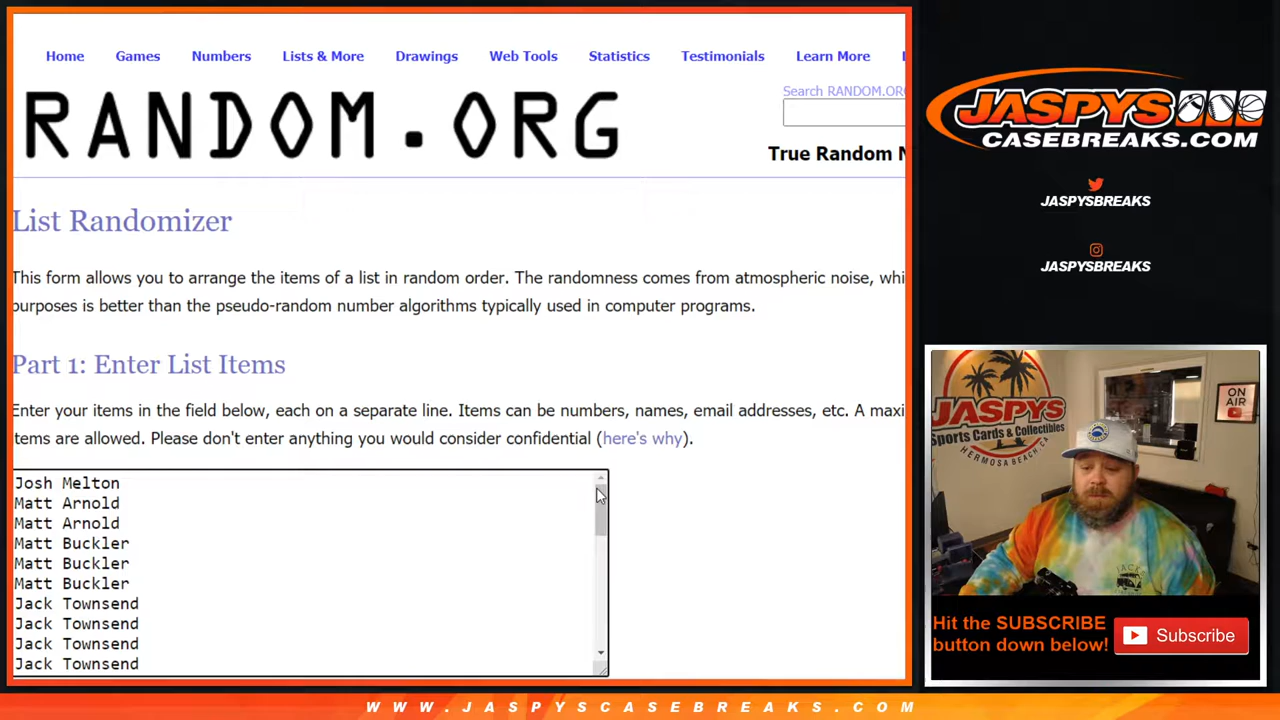 Home Games Numbers Lists & More Drawings Web Tools Statistics Testimonials Learn More
Search RANDOM.ORG
RANDOM.ORG
True Random N
List Randomizer
This form allows you to arrange the items of a list in random order. The randomness comes from atmospheric noise, whi
purposes is better than the pseudo-random number algorithms typically used in computer programs.
Part 1: Enter List Items
Enter your items in the field below, each on a separate line. Items can be numbers, names, email addresses, etc. A maxi
items are allowed. Please don't enter anything you would consider confidential (here's why).
Josh Melton
Matt Arnold
Matt Arnold
Matt Buckler
Matt Buckler
Matt Buckler
Jack Townsend
Jack Townsend
Jack Townsend
Jack Townsend
JASPYS
CASEBREAKS.COM
JASPYSBREAKS
JASPYSBREAKS
JASPYS
Sports Cards & Collectibles
HERMOSA BEACH, CA
ON
AIR
Hit the SUBSCRIBE
button down below!
Subscribe
WWW.JASPYSCASEBREAKS.COM